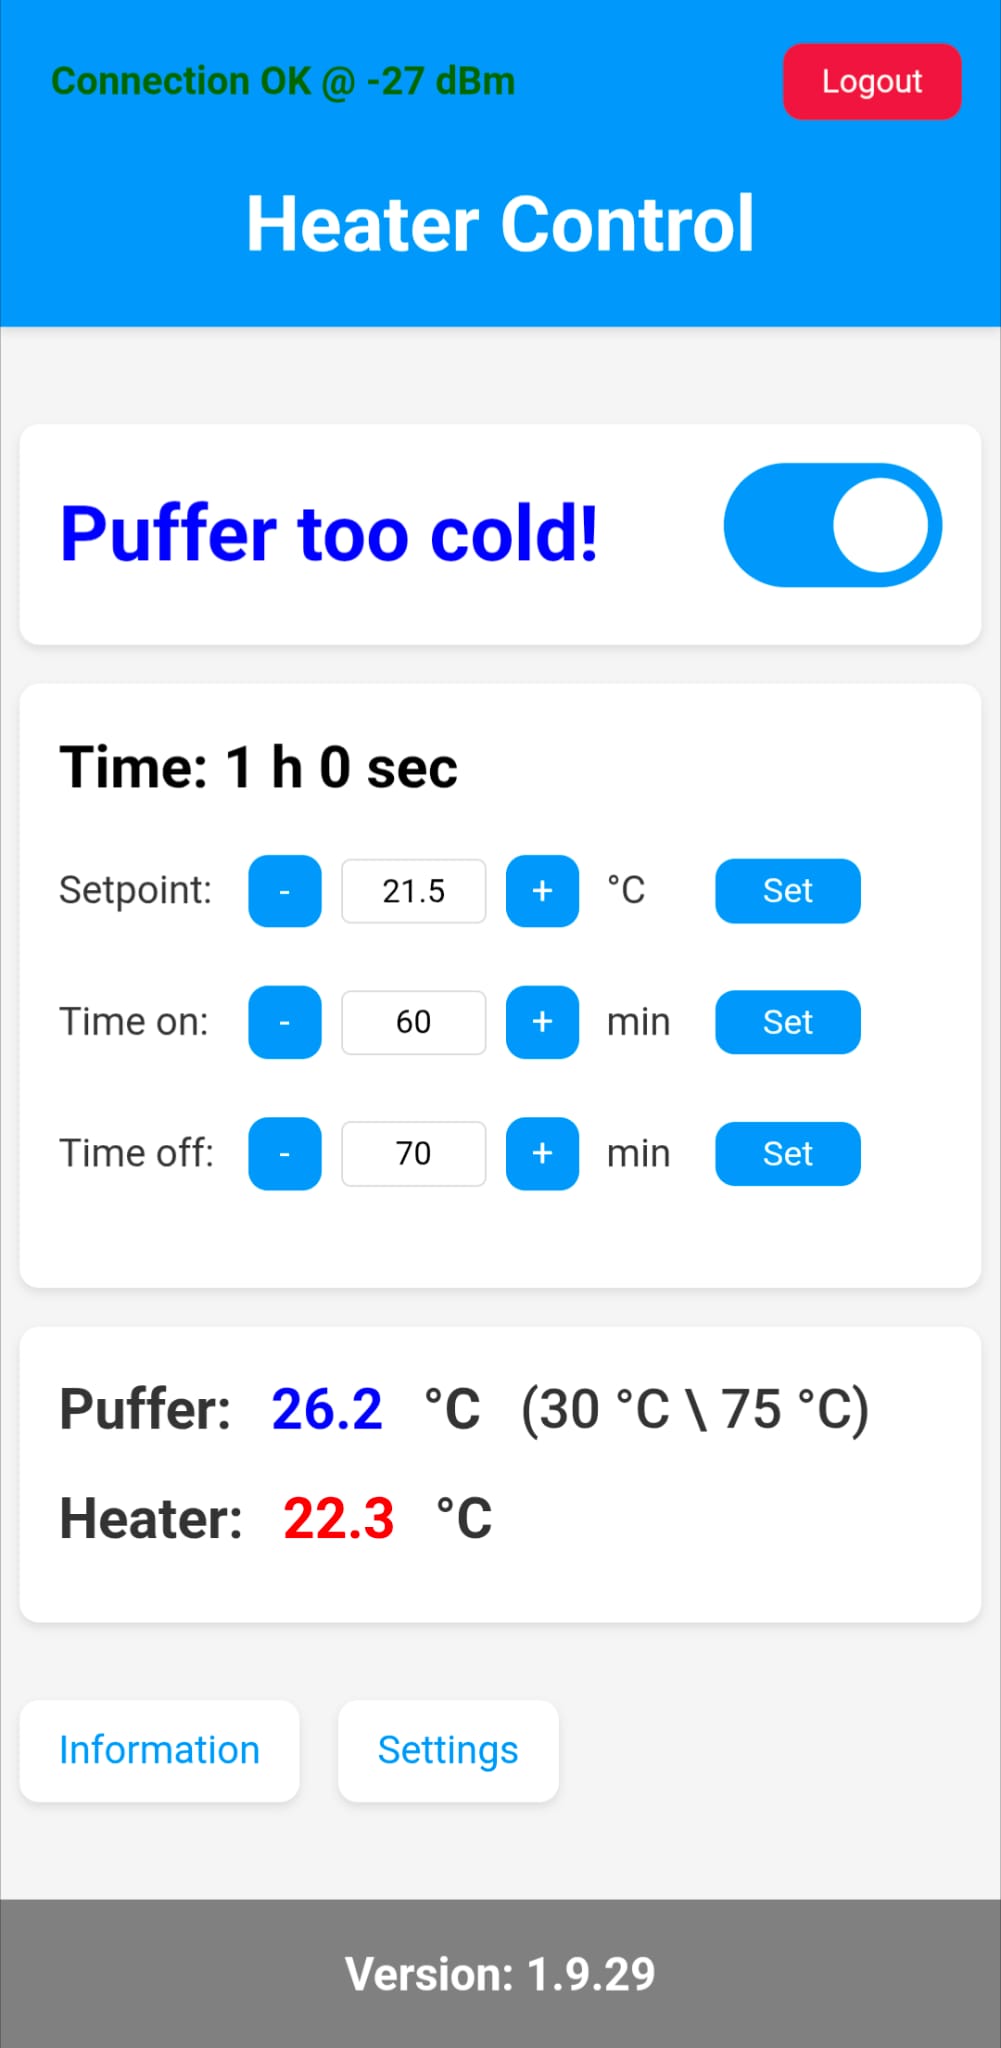 Connection OK @ -27 dBm Logout
Heater Control
Puffer too cold!
Time: 1 h 0 sec
Setpoint: - 21.5 + °C Set
Time on: - 60 + min Set
Time off: - 70 + min Set
Puffer: 26.2 °C (30 °C \ 75 °C)
Heater: 22.3 °C
Information Settings
Version: 1.9.29